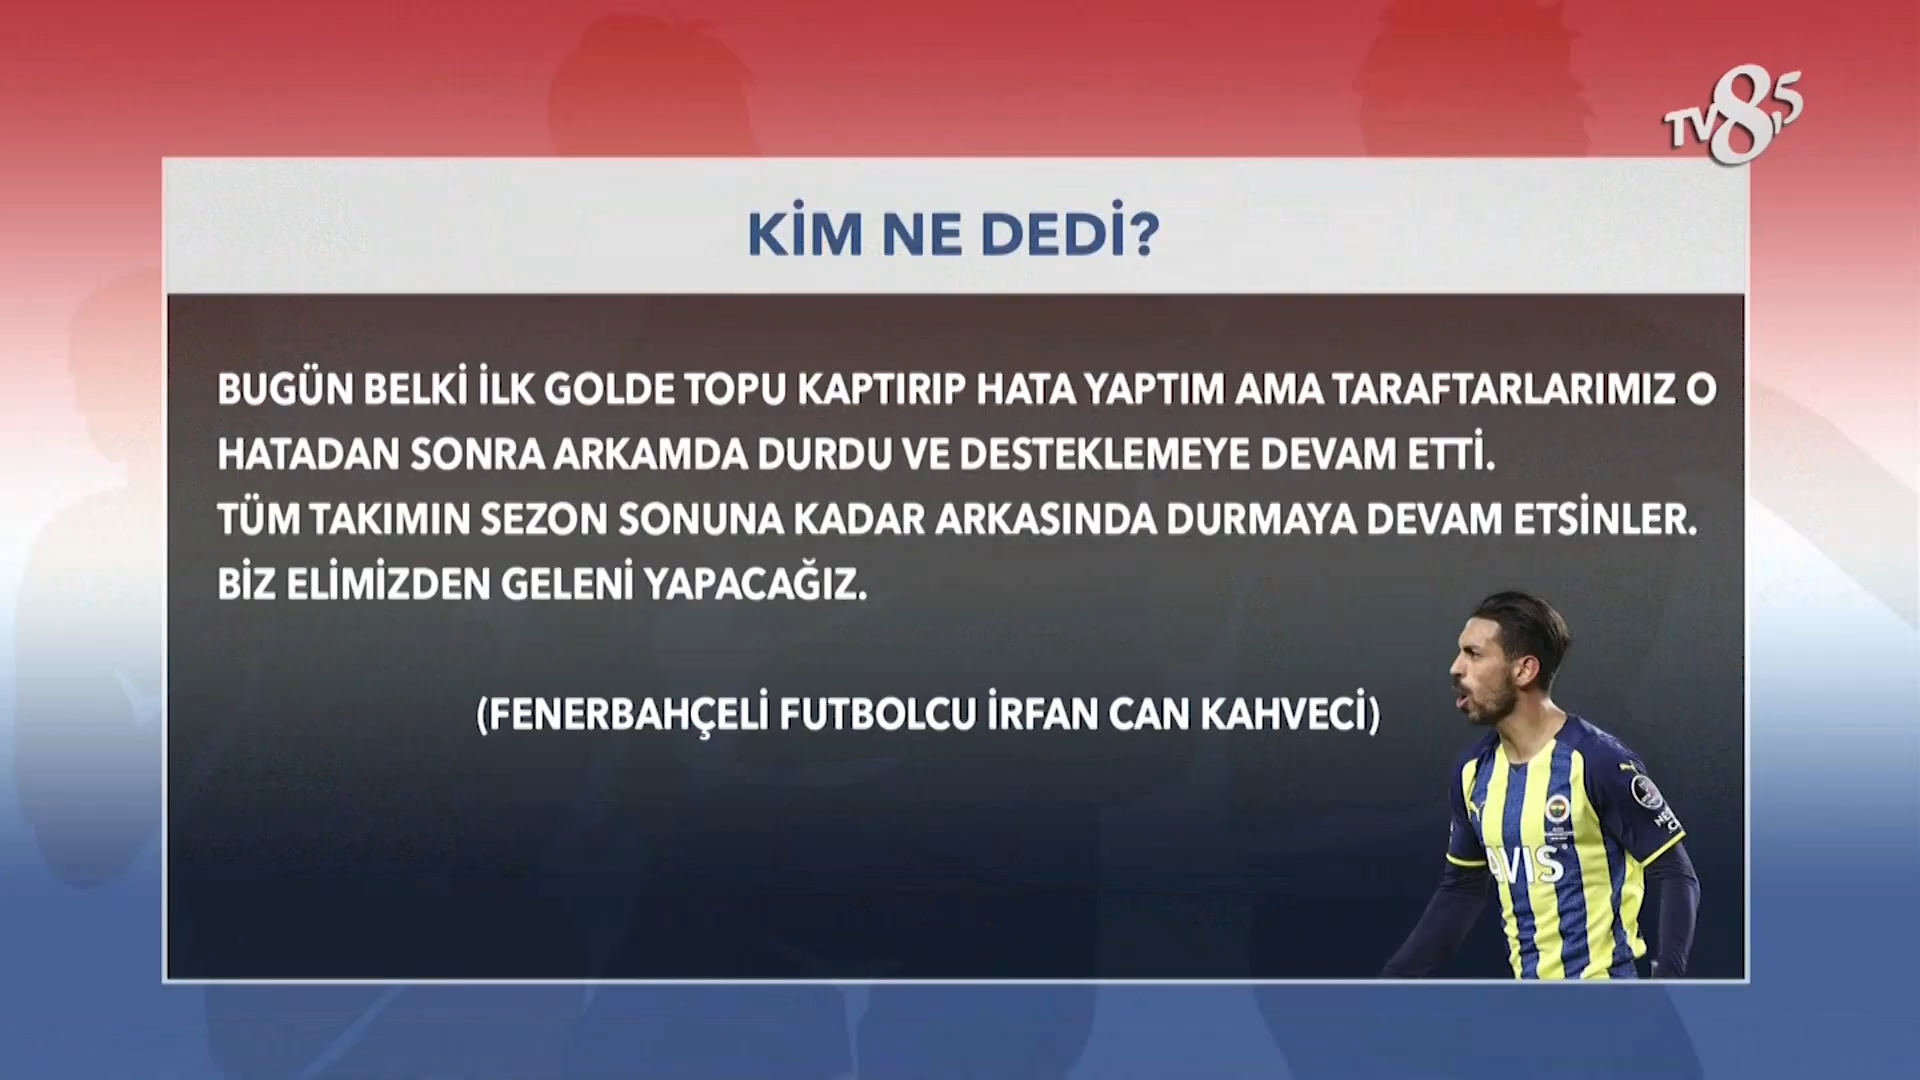 TV8,5
KİM NE DEDİ?
BUGÜN BELKİ İLK GOLDE TOPU KAPTIRIP HATA YAPTIM AMA TARAFTARLARIMIZ O
HATADAN SONRA ARKAMDA DURDU VE DESTEKLEMEYE DEVAM ETTİ.
TÜM TAKIMIN SEZON SONUNA KADAR ARKASINDA DURMAYA DEVAM ETSİNLER.
BİZ ELİMİZDEN GELENİ YAPACAĞIZ.
(FENERBAHÇELİ FUTBOLCU İRFAN CAN KAHVECİ)
AVIS